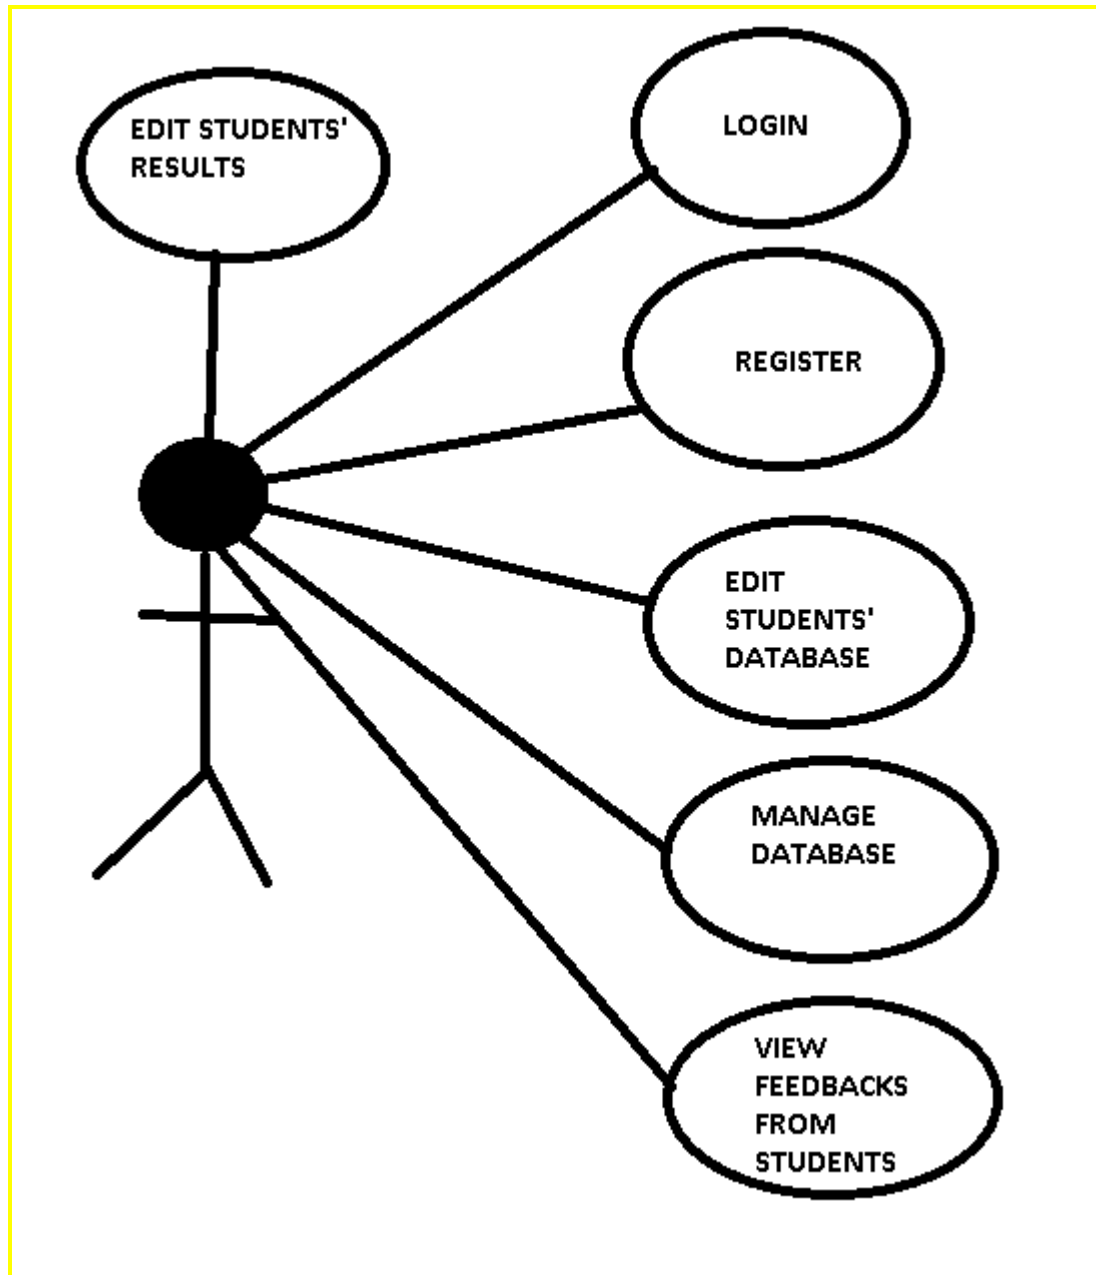 EDIT STUDENTS'
RESULTS
LOGIN
REGISTER
EDIT
STUDENTS'
DATABASE
MANAGE
DATABASE
VIEW
FEEDBACKS
FROM
STUDENTS